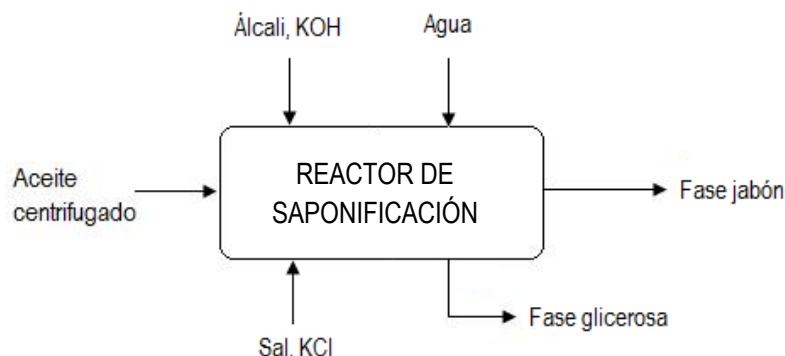 Álcali, KOH
Agua
Aceite
centrifugado
REACTOR DE
SAPONIFICACIÓN
Fase jabón
Fase glicerosa
Sal, KCl